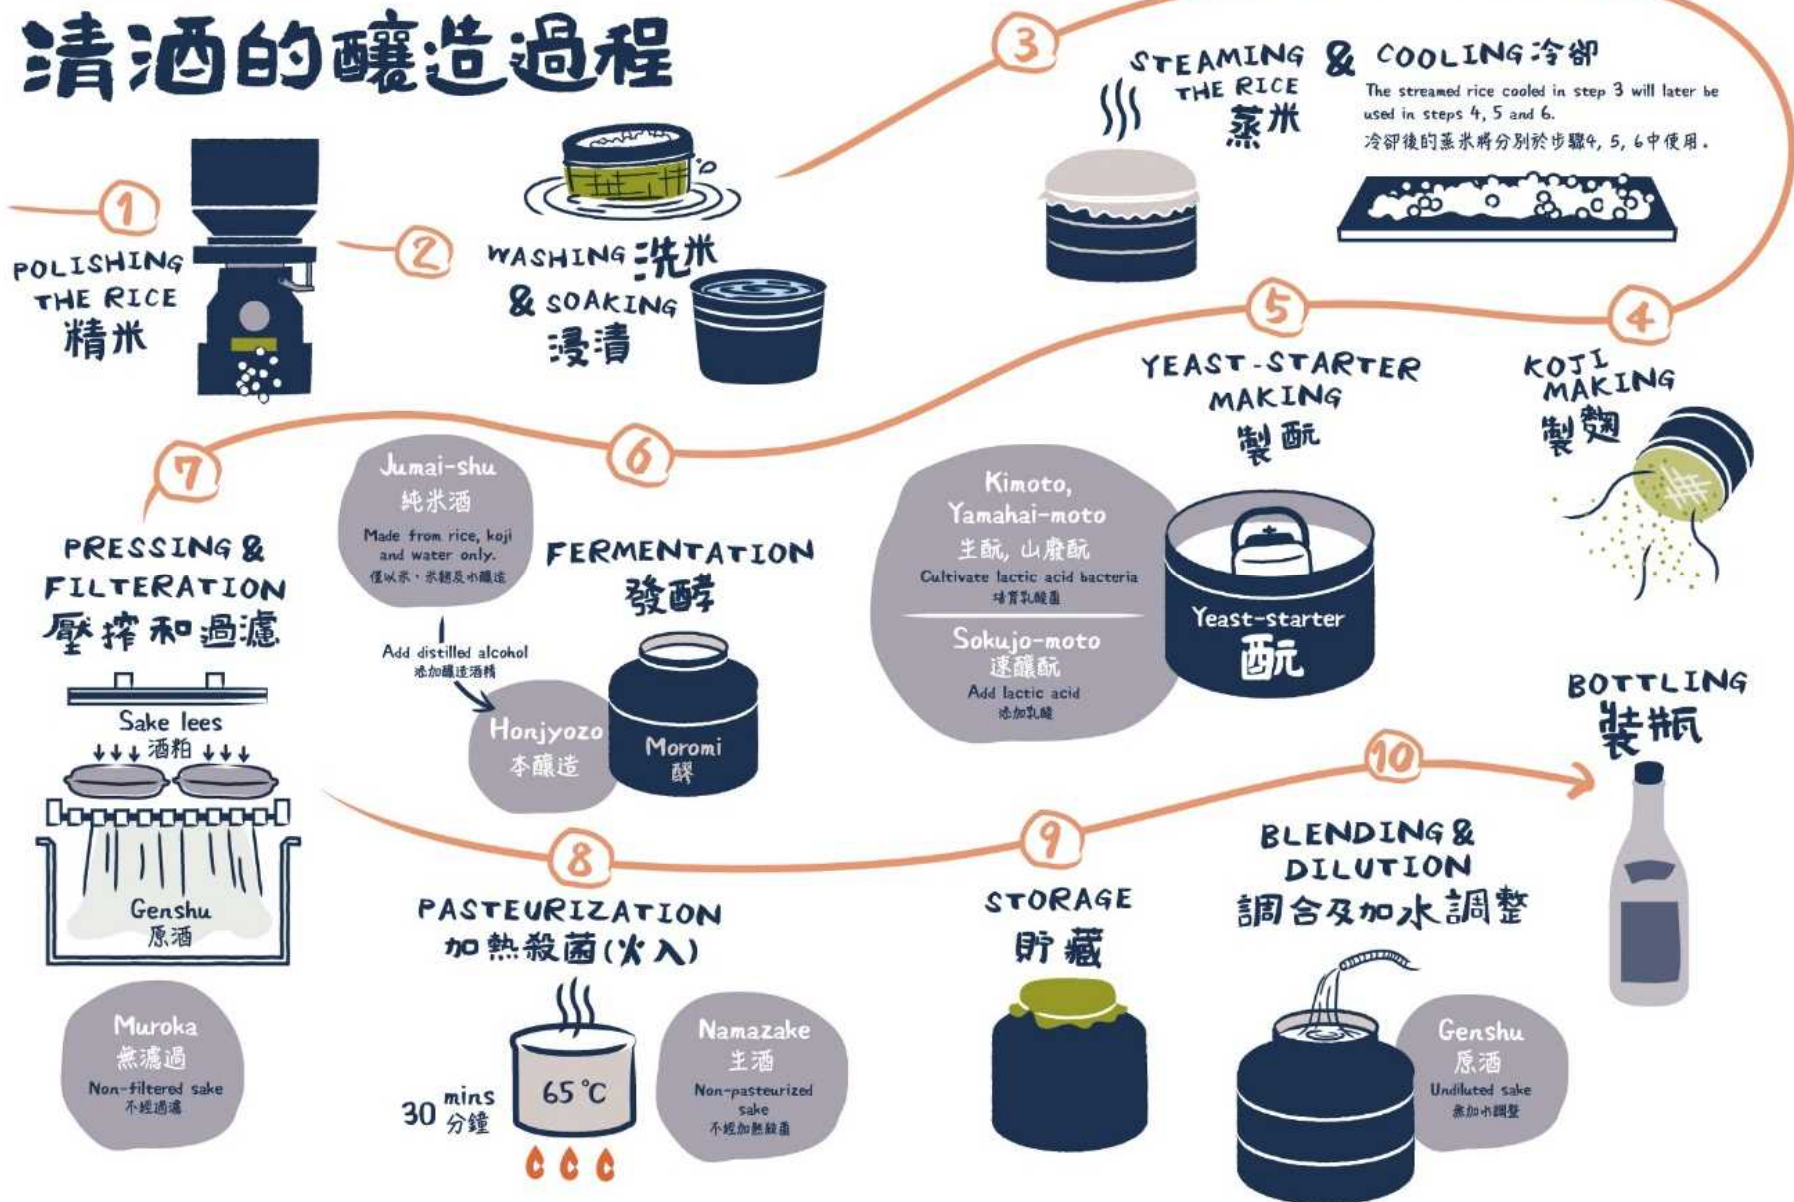 清酒的釀造過程
1
POLISHING
THE RICE
精米
2
WASHING 洗米
& SOAKING
浸漬
3
STEAMING & COOLING 冷卻
THE RICE
蒸米
The streamed rice cooked in step 3 will later be
used in steps 4, 5 and 6.
冷卻後的蒸米將分別於步驟4, 5, 6中使用。
4
KOJI
MAKING
製麴
5
YEAST-STARTER
MAKING
製酛
Kimoto,
Yamahai-moto
生酛, 山廢酛
Cultivate lactic acid bacteria
培育乳酸菌
Sokujo-moto
速釀酛
Add lactic acid
添加乳酸
Yeast-starter
酛
6
FERMENTATION
發酵
Jumai-shu
純米酒
Made from rice, koji
and water only.
僅以米、米麴及水釀造
Add distilled alcohol
添加釀造酒精
Honjyozo
本釀造
Moromi
醪
7
PRESSING &
FILTERATION
壓搾和過濾
Sake lees
酒粕
Genshu
原酒
Muroka
無濾過
Non-filtered sake
不經過濾
8
PASTEURIZATION
加熱殺菌(火入)
30 mins
分鐘
65 °C
Namazake
生酒
Non-pasteurized
sake
不經加熱殺菌
9
STORAGE
貯藏
10
BLENDING &
DILUTION
調合及加水調整
Genshu
原酒
Undiluted sake
無加水調整
BOTTLING
裝瓶